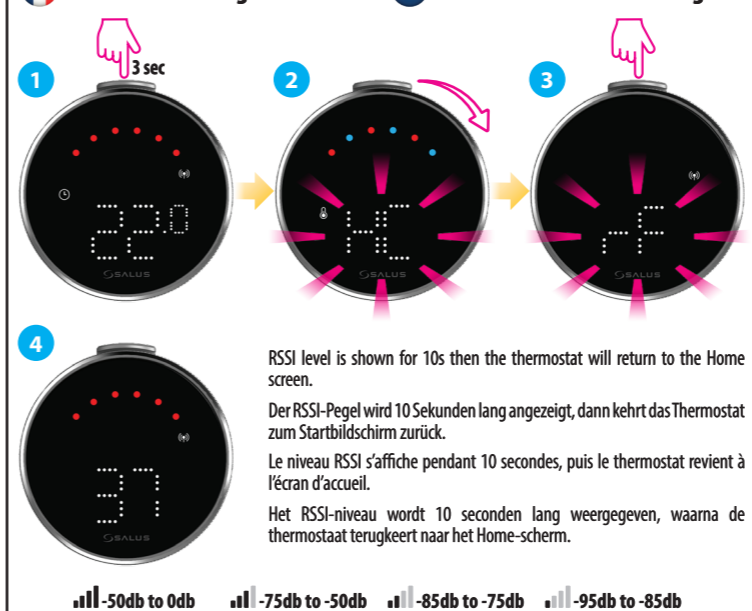 1
3 sec
2
3
22.0
SALUS
HC
SALUS
rF
SALUS
4
37
SALUS
RSSI level is shown for 10s then the thermostat will return to the Home
screen.
Der RSSI-Pegel wird 10 Sekunden lang angezeigt, dann kehrt das Thermostat
zum Startbildschirm zurück.
Le niveau RSSI s’affiche pendant 10 secondes, puis le thermostat revient à
l’écran d’accueil.
Het RSSI-niveau wordt 10 seconden lang weergegeven, waarna de
thermostaat terugkeert naar het Home-scherm.
-50db to 0db -75db to -50db -85db to -75db -95db to -85db